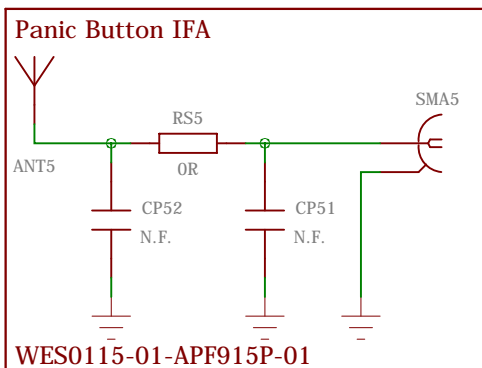 Panic Button IFA
RS5
SMA5
ANT5
0R
CP52
CP51
N.F.
N.F.
WES0115-01-APF915P-01